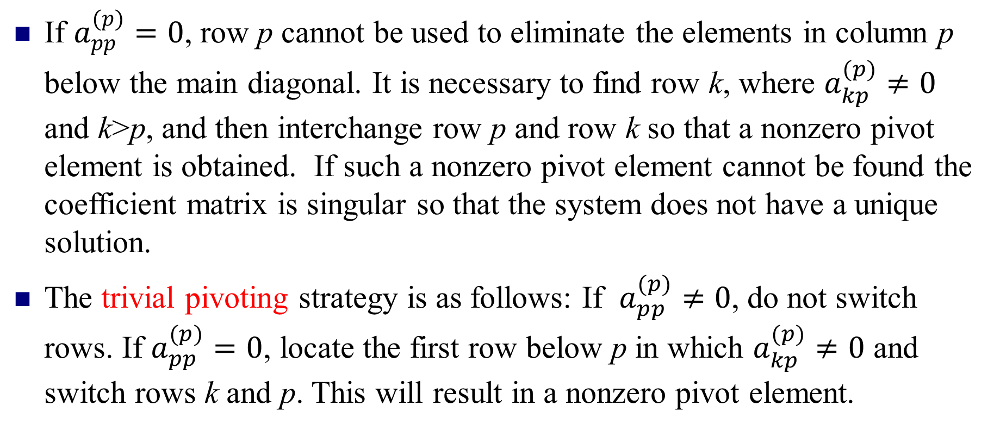 ■ If $a_{pp}^{(p)} = 0$, row p cannot be used to eliminate the elements in column p
below the main diagonal. It is necessary to find row k, where $a_{kp}^{(p)} \neq 0$
and k>p, and then interchange row p and row k so that a nonzero pivot
element is obtained.  If such a nonzero pivot element cannot be found the
coefficient matrix is singular so that the system does not have a unique
solution.
■ The trivial pivoting strategy is as follows: If $a_{pp}^{(p)} \neq 0$, do not switch
rows. If $a_{pp}^{(p)} = 0$, locate the first row below p in which $a_{kp}^{(p)} \neq 0$ and
switch rows k and p. This will result in a nonzero pivot element.